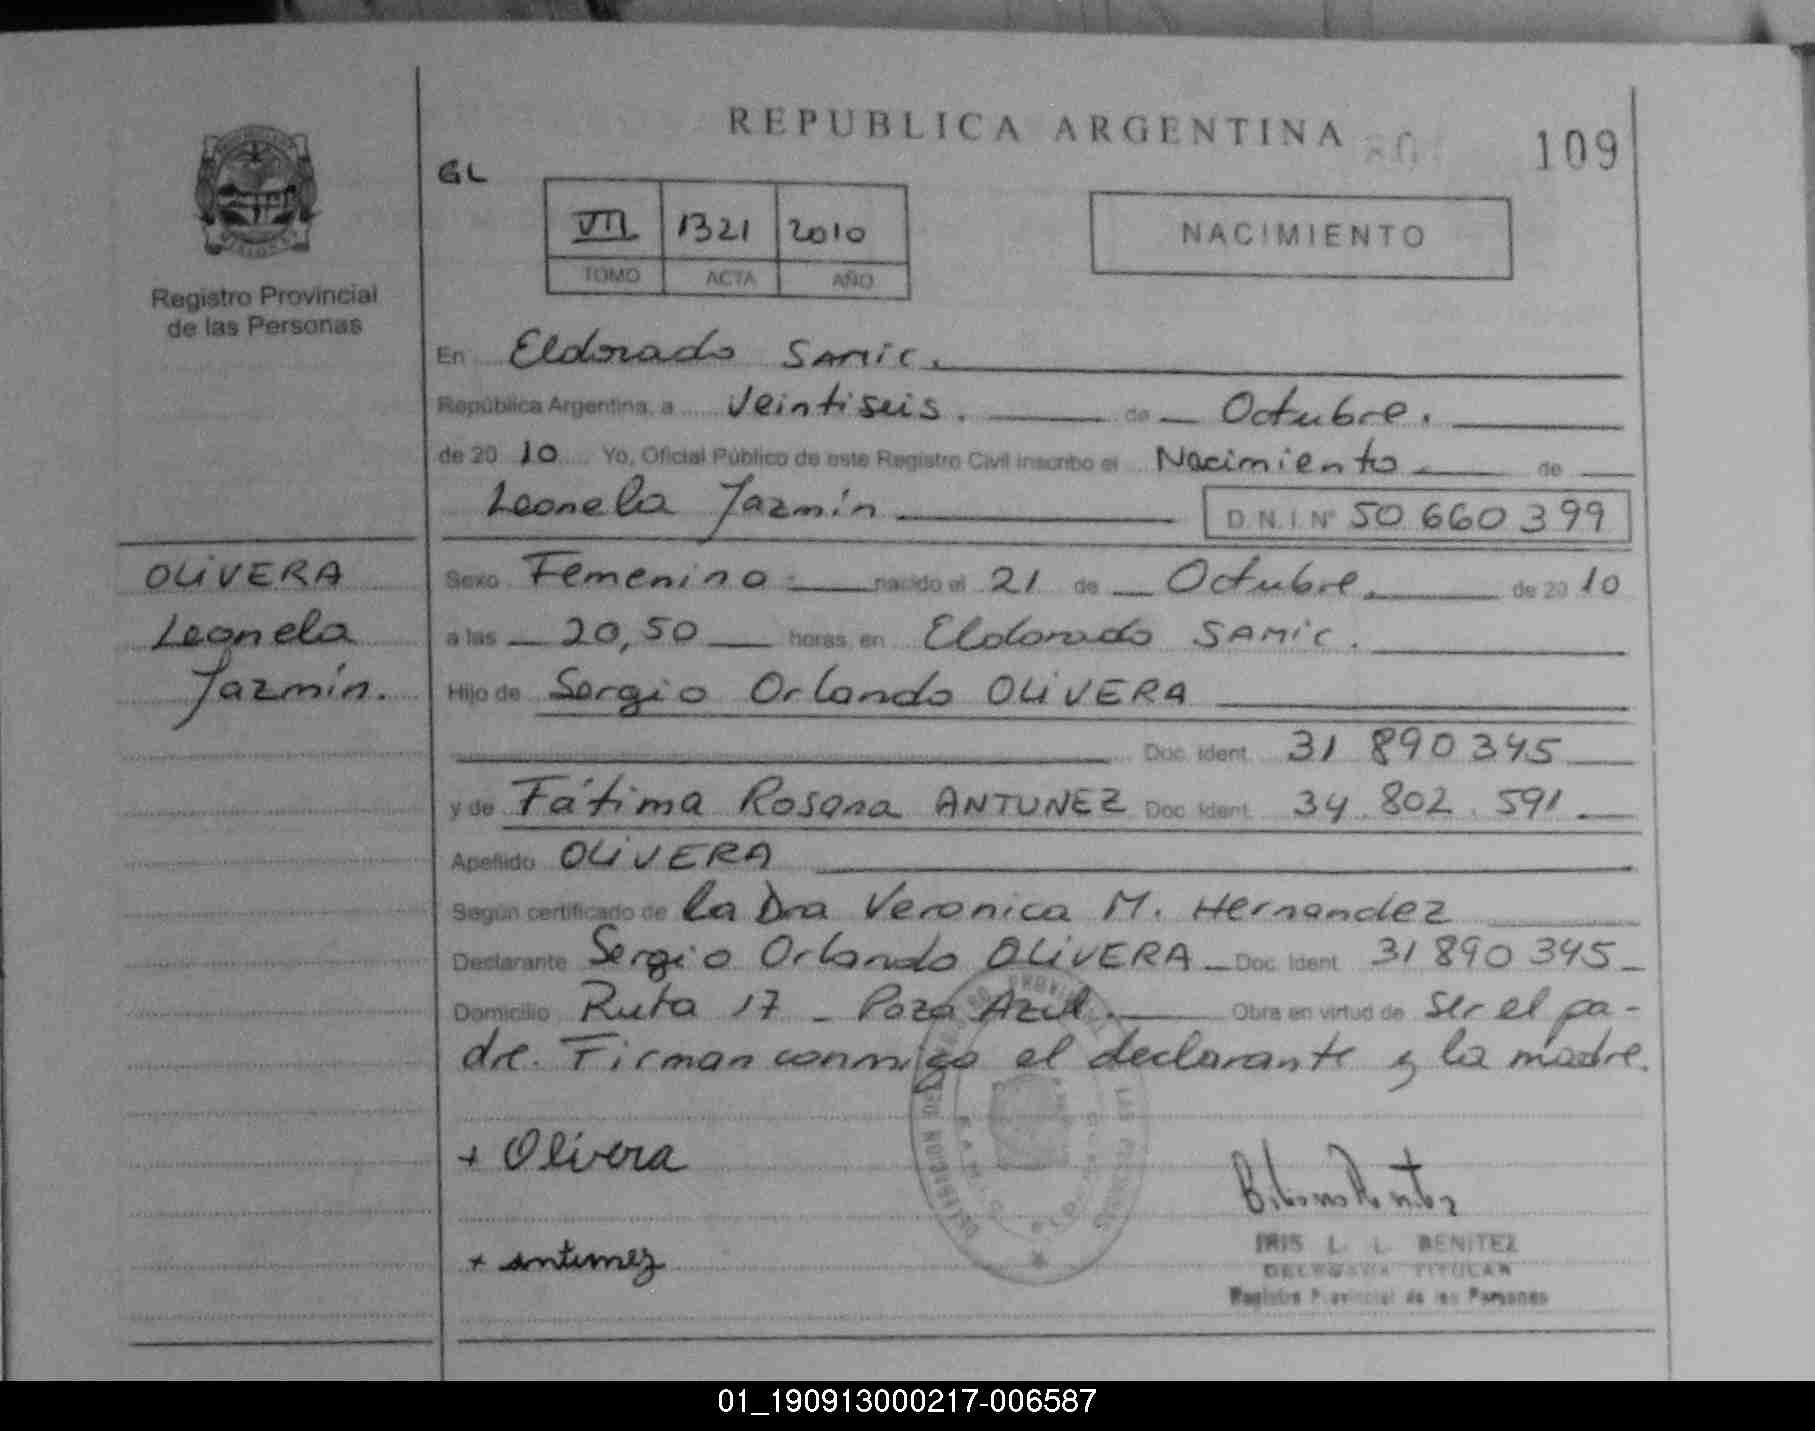 REPUBLICA ARGENTINA
109
GL
VII 1321 2010
TOMO ACTA AÑO
NACIMIENTO
Registro Provincial
de las Personas
En Eldorado SAMIC.
República Argentina, a veintiseis. de Octubre.
de 20 10 Yo, Oficial Público de este Registro Civil inscribo el Nacimiento de
Leonela Jazmín D.N.I. Nº 50 660 399
OLIVERA
Leonela
Jazmín.
Sexo Femenino nacido el 21 de Octubre. de 20 10
a las 20,50 horas, en Eldorado SAMIC.
Hijo de Sergio Orlando OLIVERA
Doc. Ident. 31 890 345
y de Fátima Rosana ANTUNEZ Doc. Ident. 34.802.591
Apellido OLIVERA
Según certificado de la Dra Veronica M. Hernandez
Declarante Sergio Orlando OLIVERA Doc. Ident. 31 890 345
Domicilio Ruta 17 - Poza Azul. Obra en virtud de ser el pa-
dre. Firman conmigo el declarante y la madre.
+ Olivera
+ antunez
IRIS L. L. BENITEZ
DELEGADA TITULAR
Registro Provincial de las Personas
01_190913000217-006587